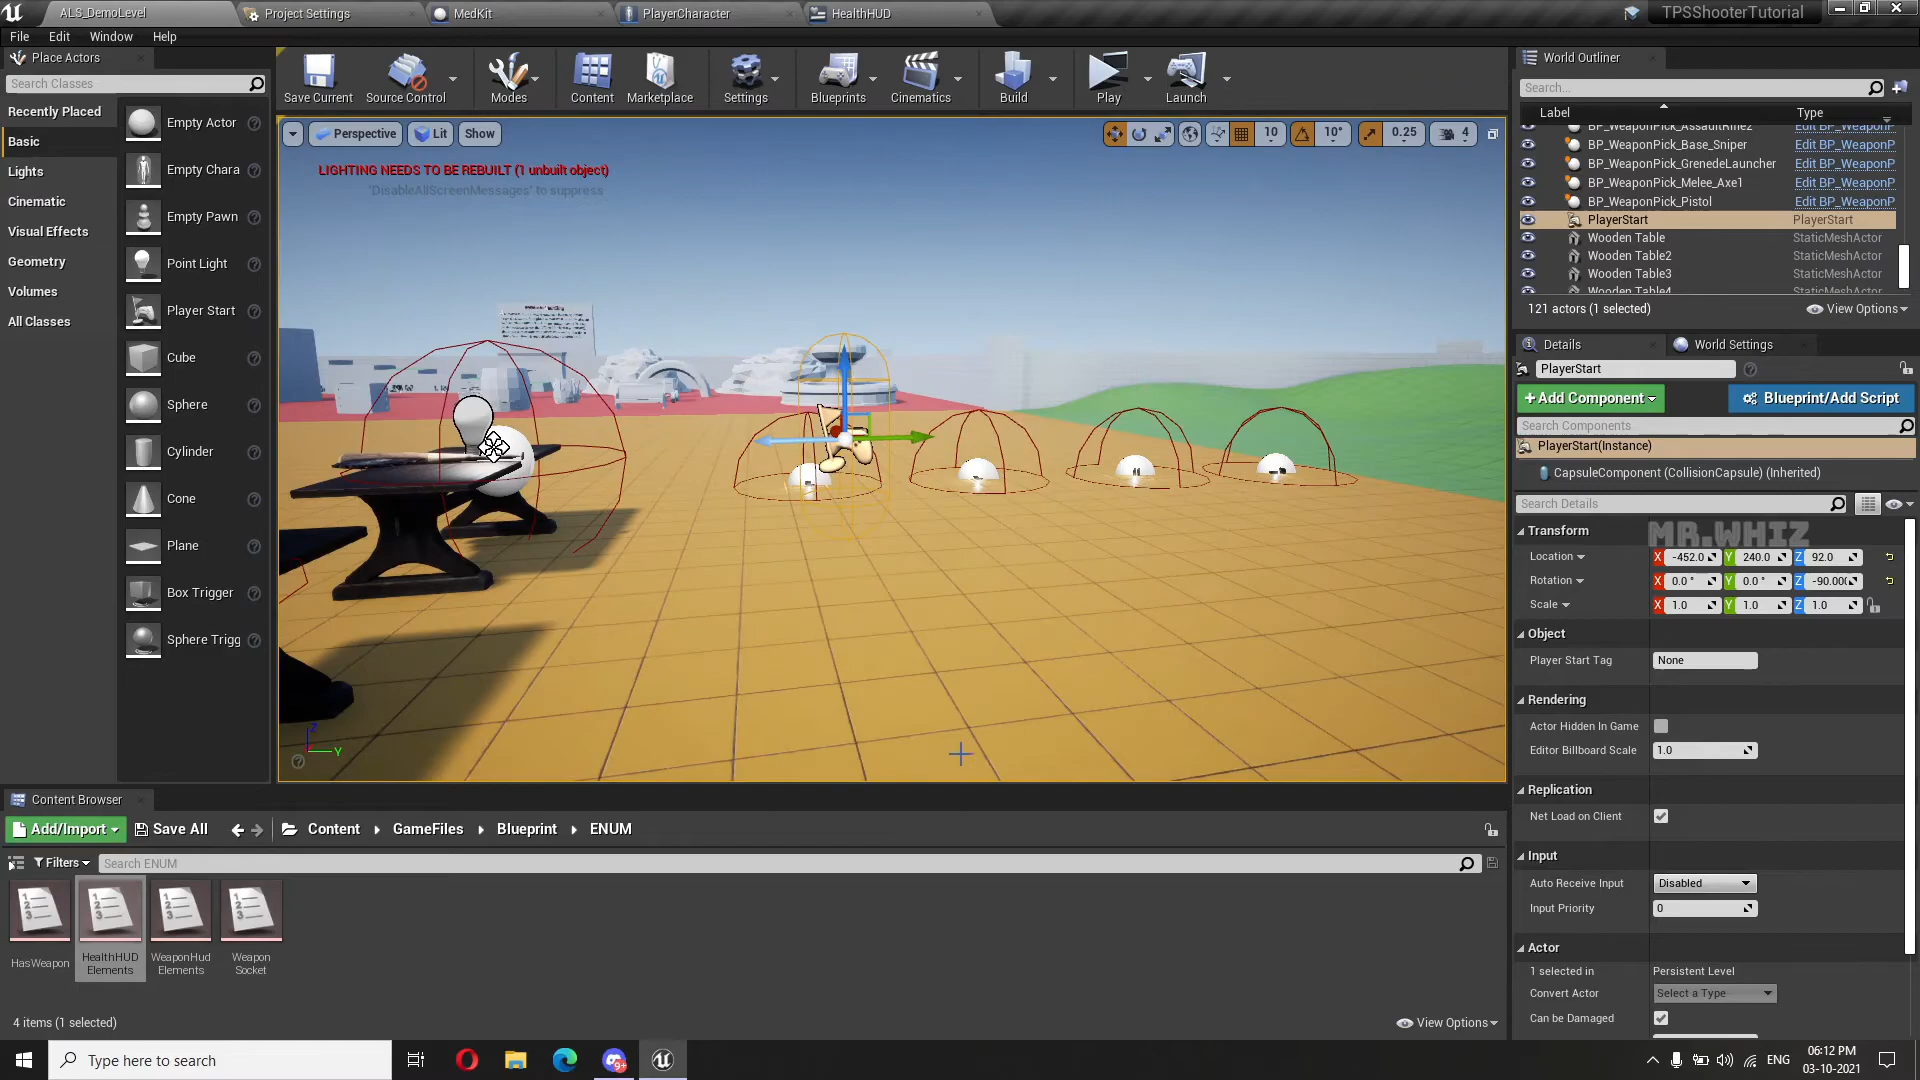 ALS_DemoLevel
Project Settings
MedKit
PlayerCharacter
HealthHUD
TPSShooterTutorial
File Edit Window Help
Place Actors
Search Classes
Recently Placed
Basic
Lights
Cinematic
Visual Effects
Geometry
Volumes
All Classes
Empty Actor
Empty Chara
Empty Pawn
Point Light
Player Start
Cube
Sphere
Cylinder
Cone
Plane
Box Trigger
Sphere Trigg
Save Current
Source Control
Modes
Content
Marketplace
Settings
Blueprints
Cinematics
Build
Play
Launch
Perspective
Lit
Show
10
10°
0.25
4
LIGHTING NEEDS TO BE REBUILT (1 unbuilt object)
'DisableAllScreenMessages' to suppress
Z
Y
World Outliner
Search...
Label
Type
BP_WeaponPick_AssaultRifle2 Edit BP_WeaponP
BP_WeaponPick_Base_Sniper Edit BP_WeaponP
BP_WeaponPick_GrenedeLauncher Edit BP_WeaponP
BP_WeaponPick_Melee_Axe1 Edit BP_WeaponP
BP_WeaponPick_Pistol Edit BP_WeaponP
PlayerStart PlayerStart
Wooden Table StaticMeshActor
Wooden Table2 StaticMeshActor
Wooden Table3 StaticMeshActor
Wooden Table4 StaticMeshActor
121 actors (1 selected)
View Options
Details
World Settings
PlayerStart
+ Add Component
Blueprint/Add Script
Search Components
PlayerStart(Instance)
CapsuleComponent (CollisionCapsule) (Inherited)
Search Details
Transform
MR.WHIZ
Location X -452.0 Y 240.0 Z 92.0
Rotation X 0.0 ° Y 0.0 ° Z -90.00
Scale X 1.0 Y 1.0 Z 1.0
Object
Player Start Tag None
Rendering
Actor Hidden In Game
Editor Billboard Scale 1.0
Replication
Net Load on Client
Input
Auto Receive Input Disabled
Input Priority 0
Actor
1 selected in Persistent Level
Convert Actor Select a Type
Can be Damaged
Content Browser
Add/Import
Save All
Content GameFiles Blueprint ENUM
Filters
Search ENUM
HasWeapon
HealthHUD
Elements
WeaponHud
Elements
Weapon
Socket
4 items (1 selected)
View Options
Type here to search
9+
ENG
06:12 PM
03-10-2021